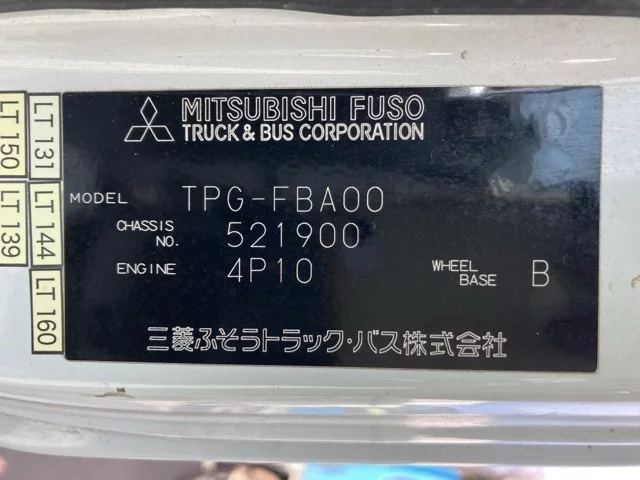 MITSUBISHI FUSO
TRUCK & BUS CORPORATION
MODEL TPG-FBA00
CHASSIS NO. 521900
ENGINE 4P10 WHEEL BASE B
三菱ふそうトラック・バス株式会社
LT 150
LT 131
LT 139
LT 144
LT 160